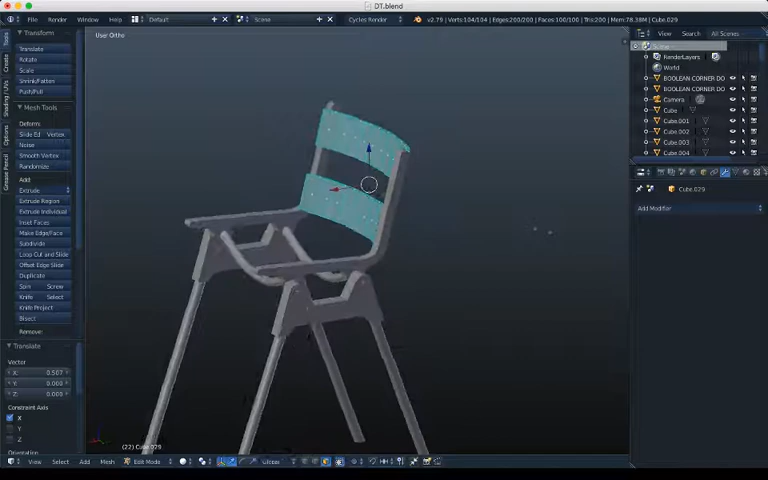 DT.blend
File Render Window Help Default Scene Cycles Render v2.79 | Verts:104/104 | Edges:200/200 | Faces:100/100 | Tris:200 | Mem:78.38M | Cube.029
User Ortho
View Search All Scenes
Scene
RenderLayers
World
BOOLEAN CORNER DO
BOOLEAN CORNER DO
Camera
Cube
Cube.001
Cube.002
Cube.003
Cube.004
Cube.029
Add Modifier
Tools
Create
Shading / UVs
Options
Grease Pencil
Transform
Translate
Rotate
Scale
Shrink/Fatten
Push/Pull
Mesh Tools
Deform:
Slide Ed Vertex
Noise
Smooth Vertex
Randomize
Add:
Extrude
Extrude Region
Extrude Individual
Inset Faces
Make Edge/Face
Subdivide
Loop Cut and Slide
Offset Edge Slide
Duplicate
Spin Screw
Knife Select
Knife Project
Bisect
Remove:
Translate
Vector
X: 0.507
Y: 0.000
Z: 0.000
Constraint Axis
X
Y
Z
Orientation
(22) Cube.029
View Select Add Mesh Edit Mode Global